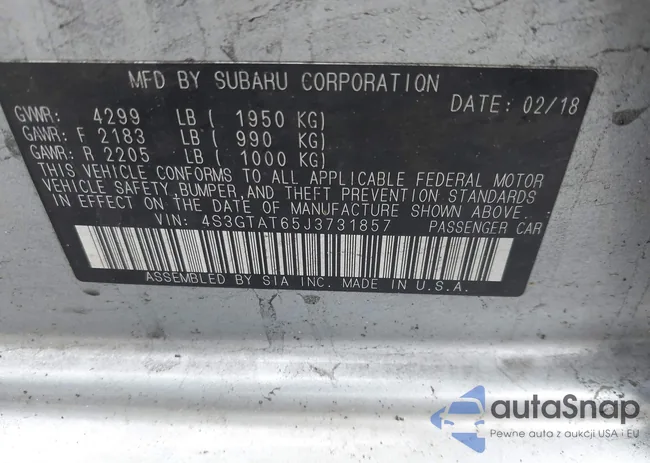 MFD BY SUBARU CORPORATION
DATE: 02/18
GVWR: 4299 LB ( 1950 KG)
GAWR: F 2183 LB ( 990 KG)
GAWR: R 2205 LB ( 1000 KG)
THIS VEHICLE CONFORMS TO ALL APPLICABLE FEDERAL MOTOR
VEHICLE SAFETY, BUMPER, AND THEFT PREVENTION STANDARDS
IN EFFECT ON THE DATE OF MANUFACTURE SHOWN ABOVE.
VIN: 4S3GTAT65J3731857 PASSENGER CAR
ASSEMBLED BY SIA INC. MADE IN U.S.A.
autoSnap
Pewne auta z aukcji USA i EU